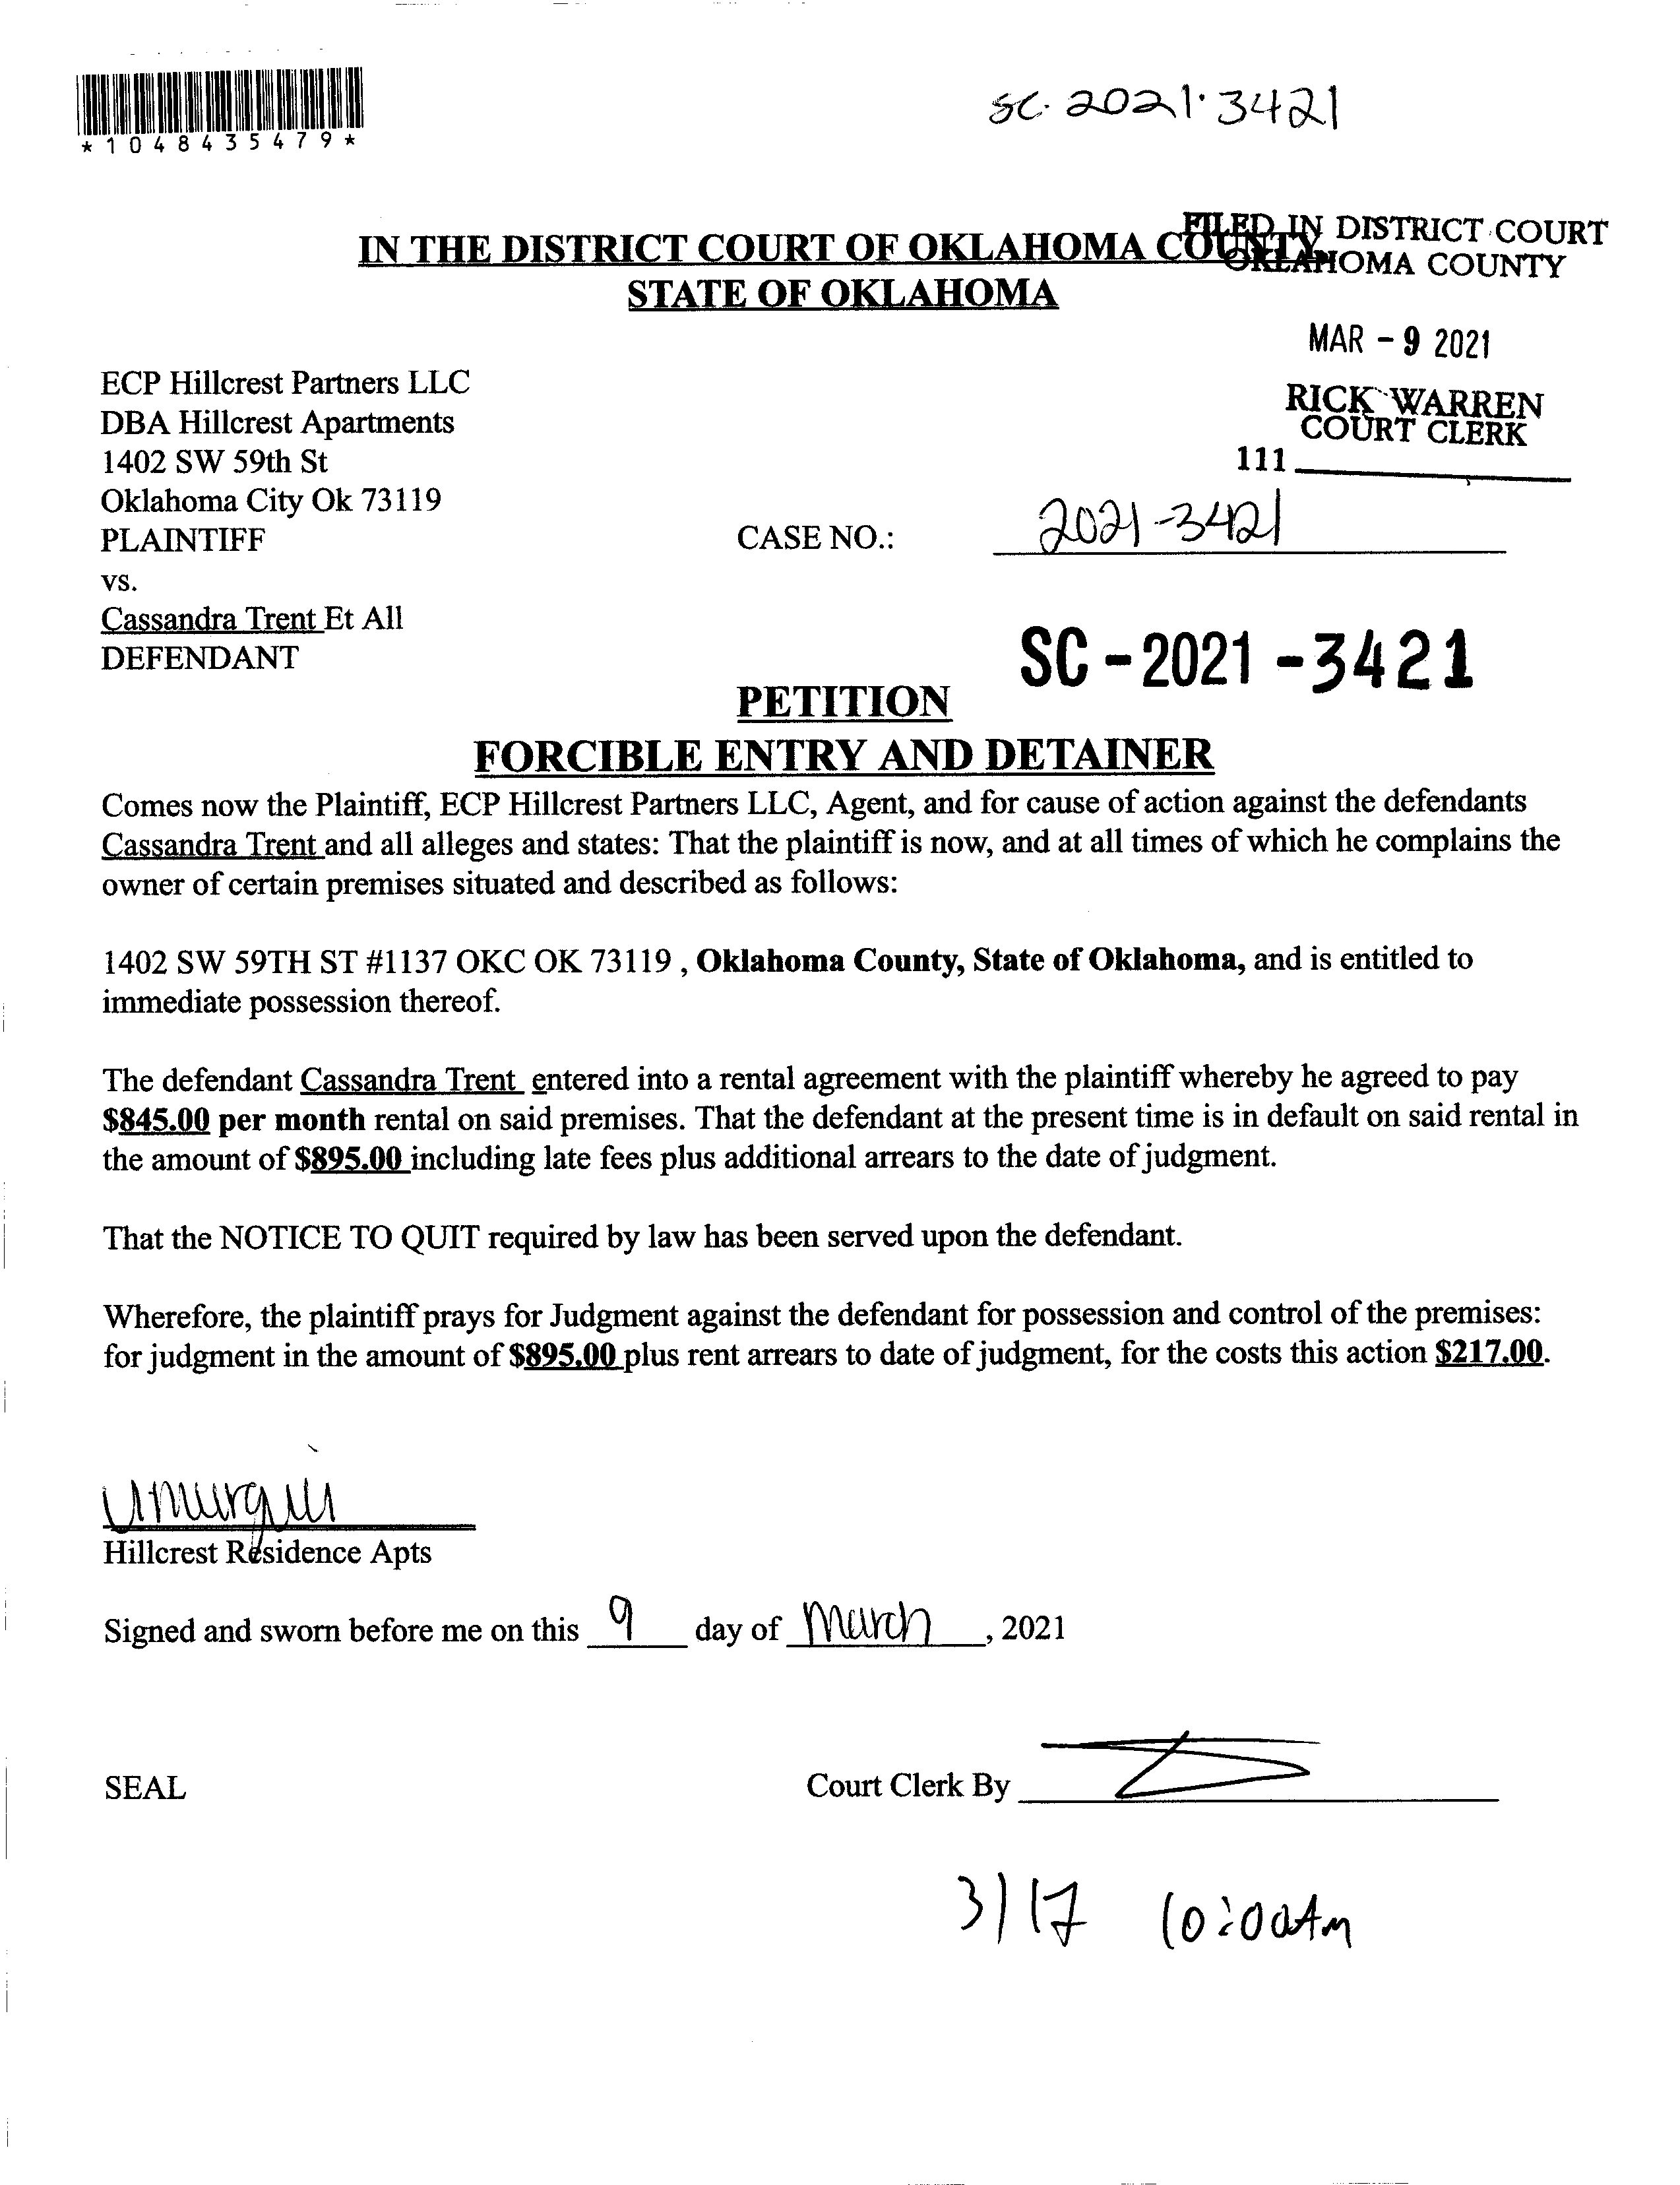 *1048435479*
SC-2021-3421
IN THE DISTRICT COURT OF OKLAHOMA COUNTY
STATE OF OKLAHOMA
FILED IN DISTRICT COURT
OKLAHOMA COUNTY
MAR - 9 2021
RICK WARREN
COURT CLERK
111
ECP Hillcrest Partners LLC
DBA Hillcrest Apartments
1402 SW 59th St
Oklahoma City Ok 73119
PLAINTIFF
CASE NO.: 2021-3421
vs.
Cassandra Trent Et All
DEFENDANT
SC - 2021 - 3421
PETITION
FORCIBLE ENTRY AND DETAINER
Comes now the Plaintiff, ECP Hillcrest Partners LLC, Agent, and for cause of action against the defendants
Cassandra Trent and all alleges and states: That the plaintiff is now, and at all times of which he complains the
owner of certain premises situated and described as follows:
1402 SW 59TH ST #1137 OKC OK 73119 , Oklahoma County, State of Oklahoma, and is entitled to
immediate possession thereof.
The defendant Cassandra Trent entered into a rental agreement with the plaintiff whereby he agreed to pay
$845.00 per month rental on said premises. That the defendant at the present time is in default on said rental in
the amount of $895.00 including late fees plus additional arrears to the date of judgment.
That the NOTICE TO QUIT required by law has been served upon the defendant.
Wherefore, the plaintiff prays for Judgment against the defendant for possession and control of the premises:
for judgment in the amount of $895.00 plus rent arrears to date of judgment, for the costs this action $217.00.
Hillcrest Residence Apts
Signed and sworn before me on this 9 day of March , 2021
SEAL
Court Clerk By
3/17 10:00Am